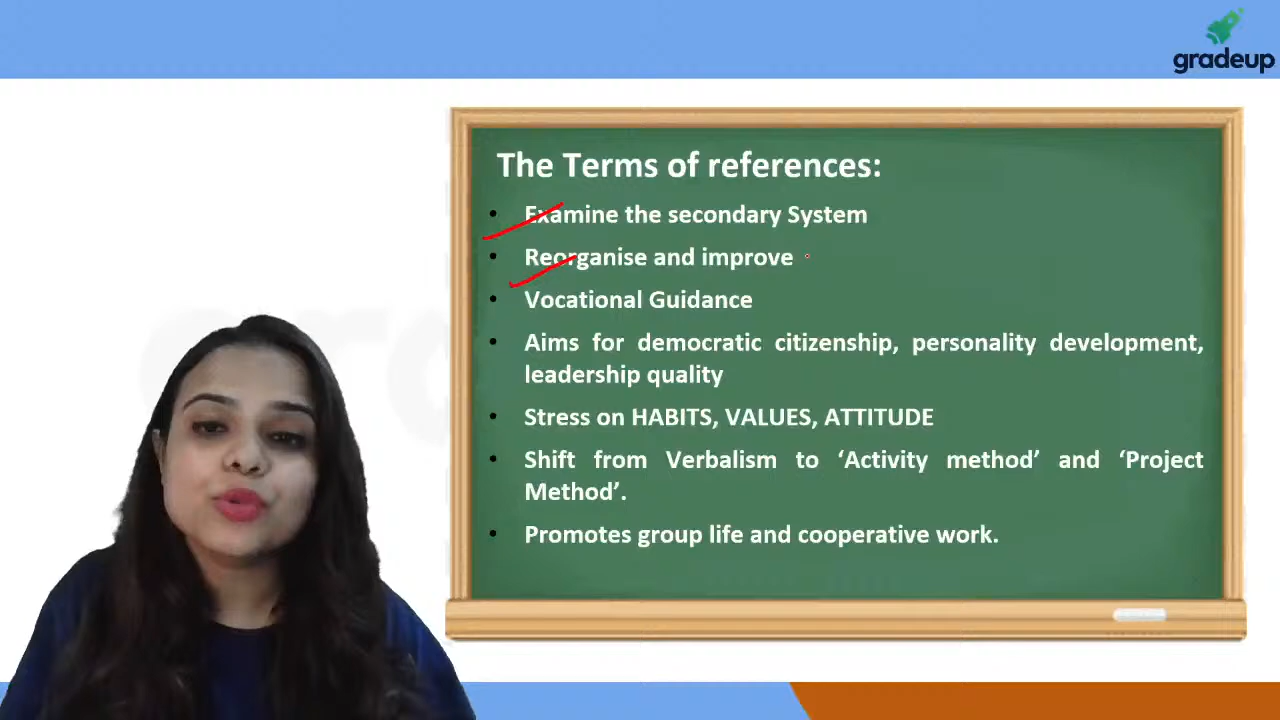 gradeup
The Terms of references:
• Examine the secondary System
• Reorganise and improve
• Vocational Guidance
• Aims for democratic citizenship, personality development,
leadership quality
• Stress on HABITS, VALUES, ATTITUDE
• Shift from Verbalism to ‘Activity method’ and ‘Project
Method’.
• Promotes group life and cooperative work.